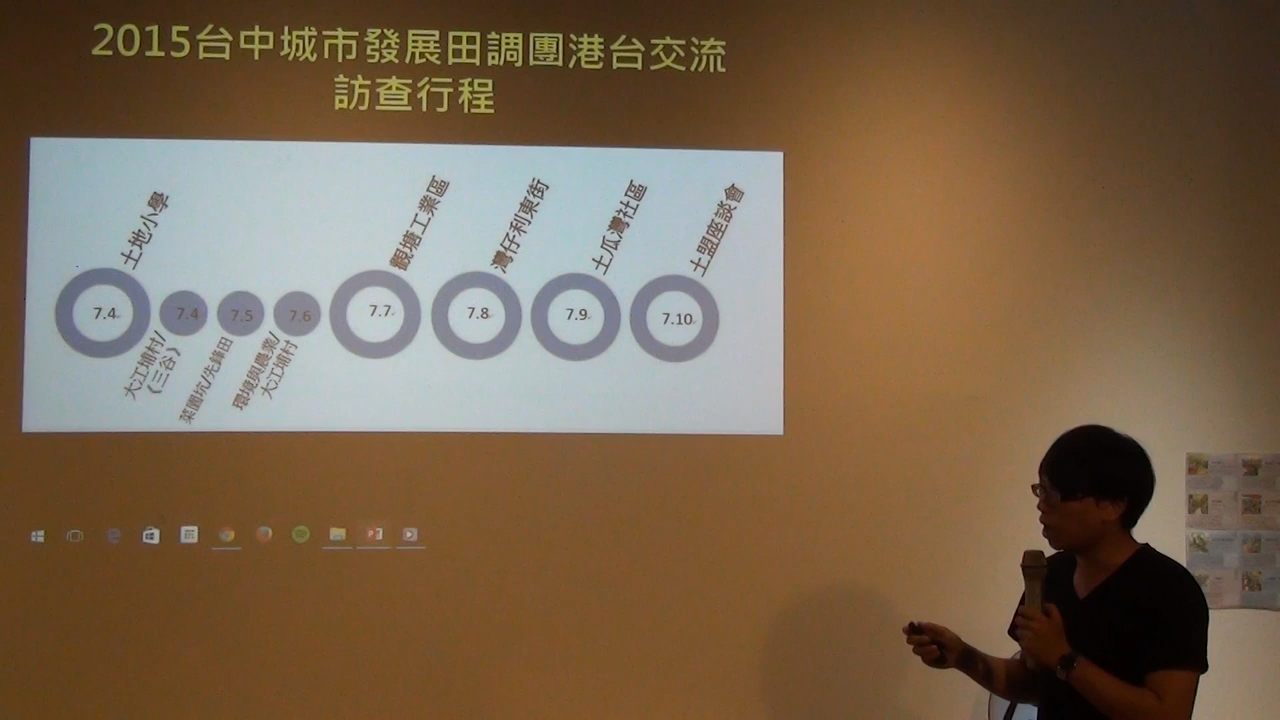 2015台中城市發展田調團港台交流
訪查行程
土地小學
觀塘工業區
灣仔利東街
土瓜灣社區
土盟座談會
7.4
7.4
7.5
7.6
7.7
7.8
7.9
7.10
大江埔村/
《三谷》
菜園坑/先鋒田
環境與農業/
大江埔村